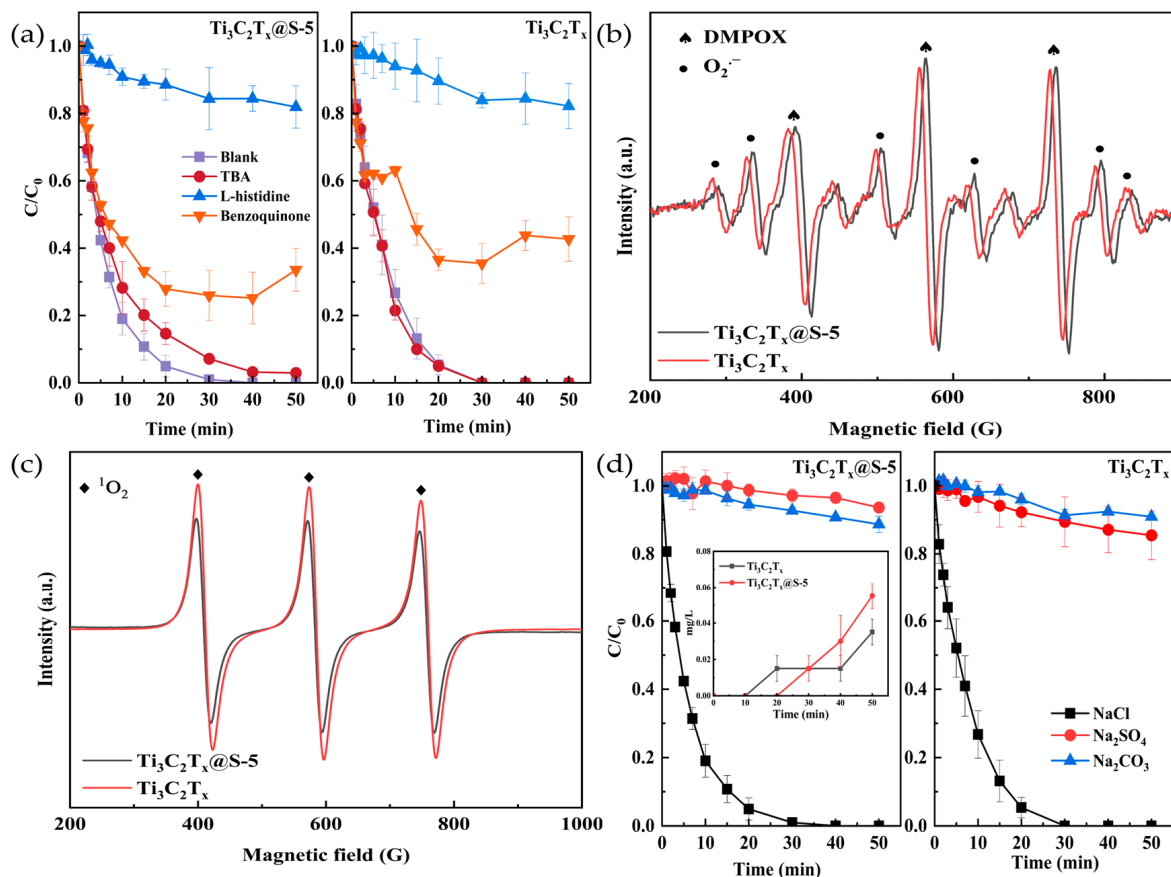 (a)
Ti₃C₂Tₓ@S-5
Ti₃C₂Tₓ
1.0
0.8
0.6
0.4
0.2
0.0
C/C₀
Blank
TBA
L-histidine
Benzoquinone
0 10 20 30 40 50
0 10 20 30 40 50
Time (min)
Time (min)
(b)
DMPOX
O₂·⁻
Intensity (a.u.)
Ti₃C₂Tₓ@S-5
Ti₃C₂Tₓ
200 400 600 800
Magnetic field (G)
(c)
¹O₂
Intensity (a.u.)
Ti₃C₂Tₓ@S-5
Ti₃C₂Tₓ
200 400 600 800 1000
Magnetic field (G)
(d)
Ti₃C₂Tₓ@S-5
Ti₃C₂Tₓ
1.0
0.8
0.6
0.4
0.2
0.0
C/C₀
0.08
0.06
0.04
0.02
0.00
mg/L
Ti₃C₂Tₓ
Ti₃C₂Tₓ@S-5
0 10 20 30 40 50
Time (min)
NaCl
Na₂SO₄
Na₂CO₃
0 10 20 30 40 50
0 10 20 30 40 50
Time (min)
Time (min)